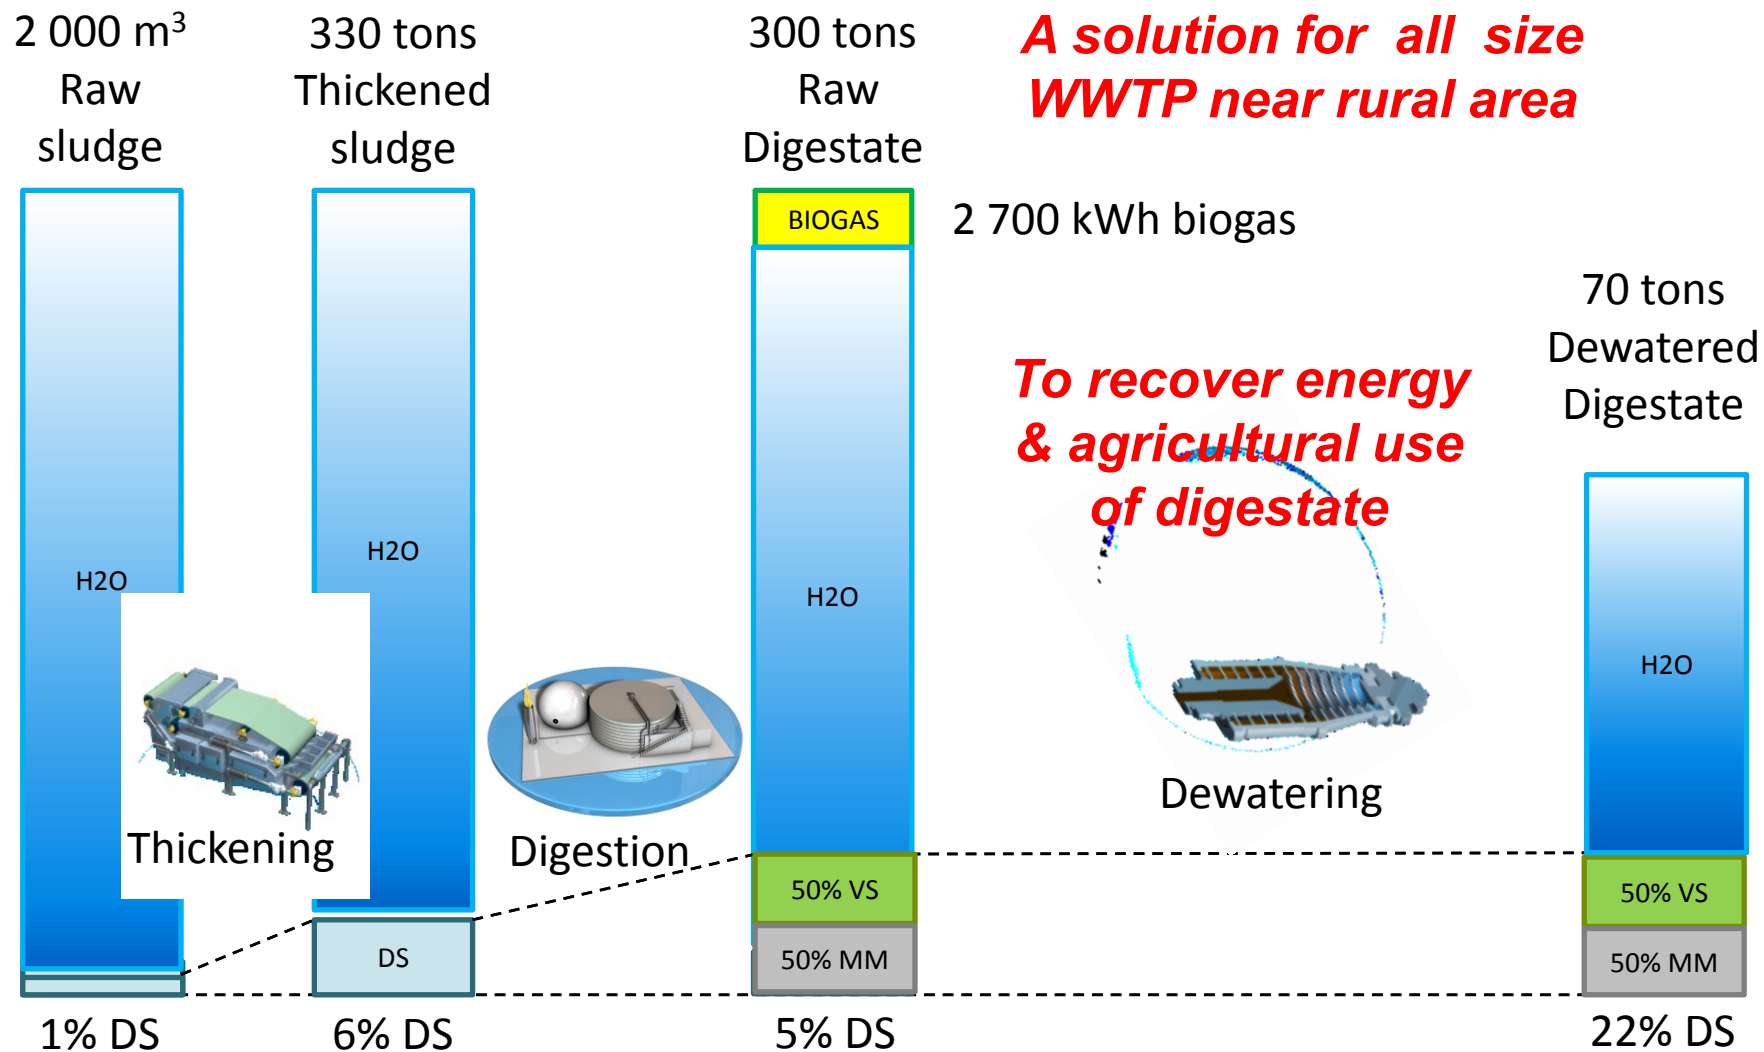 2 000 m³
Raw
sludge
330 tons
Thickened
sludge
300 tons
Raw
Digestate
A solution for all size
WWTP near rural area
BIOGAS
2 700 kWh biogas
70 tons
Dewatered
Digestate
To recover energy
& agricultural use
of digestate
H2O
H2O
H2O
H2O
Thickening
Digestion
Dewatering
DS
50% VS
50% MM
50% VS
50% MM
1% DS
6% DS
5% DS
22% DS